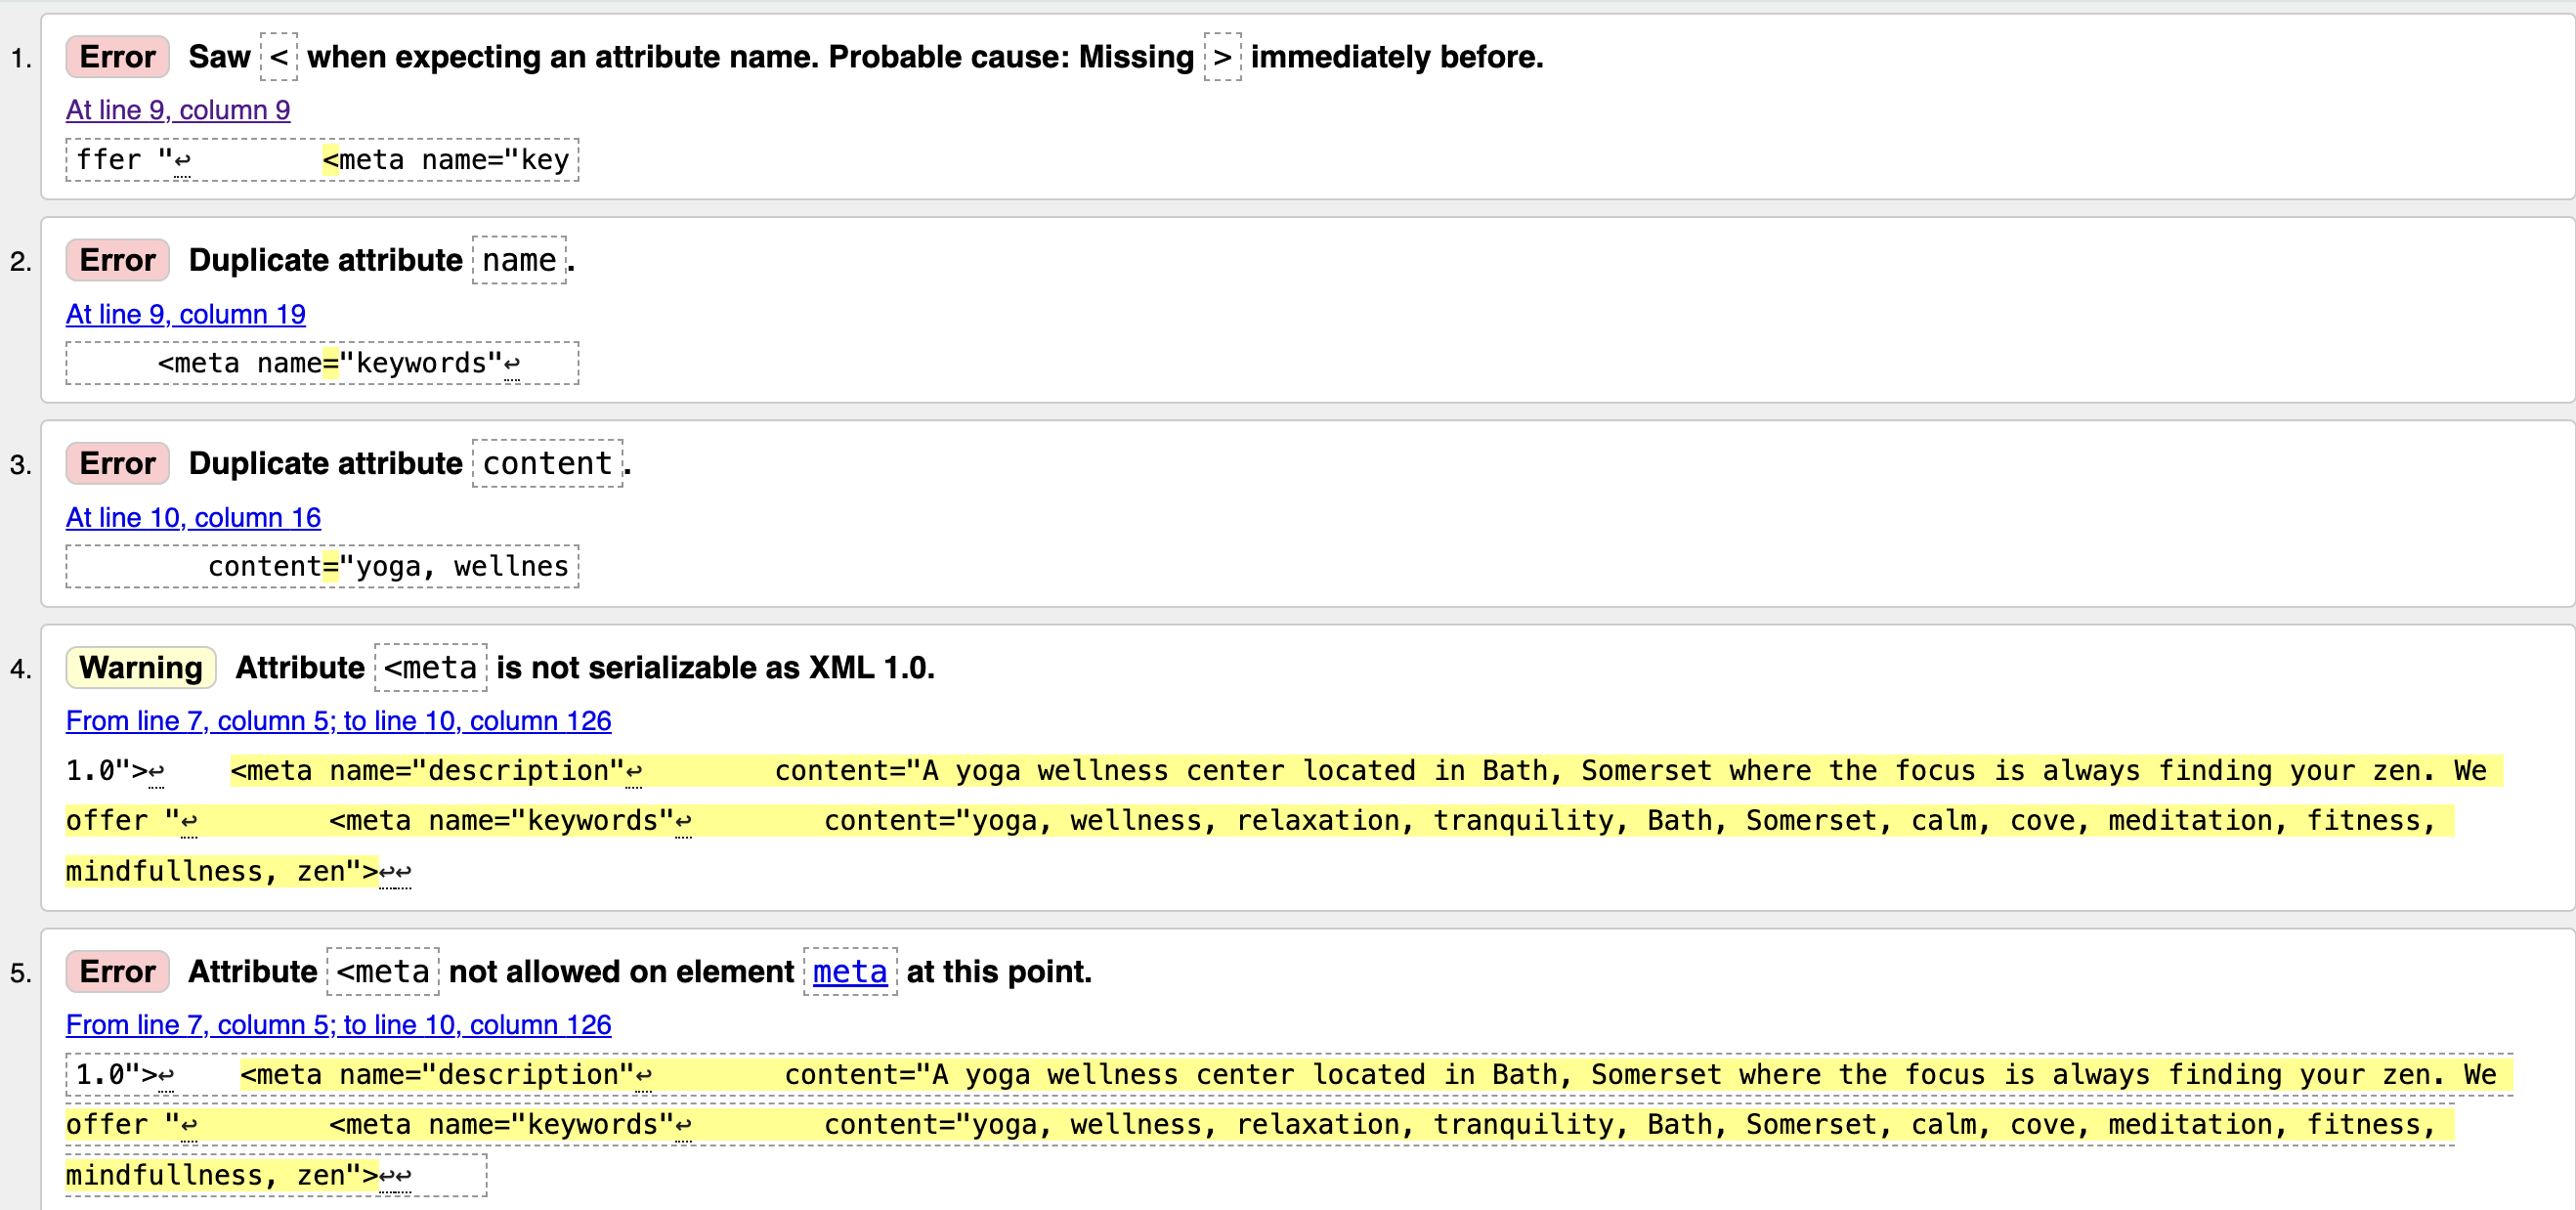 1. Error Saw < when expecting an attribute name. Probable cause: Missing > immediately before.
At line 9, column 9
ffer "↩        <meta name="key
2. Error Duplicate attribute name.
At line 9, column 19
<meta name="keywords"↩
3. Error Duplicate attribute content.
At line 10, column 16
content="yoga, wellnes
4. Warning Attribute <meta is not serializable as XML 1.0.
From line 7, column 5; to line 10, column 126
1.0">↩    <meta name="description"↩        content="A yoga wellness center located in Bath, Somerset where the focus is always finding your zen. We
offer "↩        <meta name="keywords"↩        content="yoga, wellness, relaxation, tranquility, Bath, Somerset, calm, cove, meditation, fitness,
mindfullness, zen">↩↩
5. Error Attribute <meta not allowed on element meta at this point.
From line 7, column 5; to line 10, column 126
1.0">↩    <meta name="description"↩        content="A yoga wellness center located in Bath, Somerset where the focus is always finding your zen. We
offer "↩        <meta name="keywords"↩        content="yoga, wellness, relaxation, tranquility, Bath, Somerset, calm, cove, meditation, fitness,
mindfullness, zen">↩↩